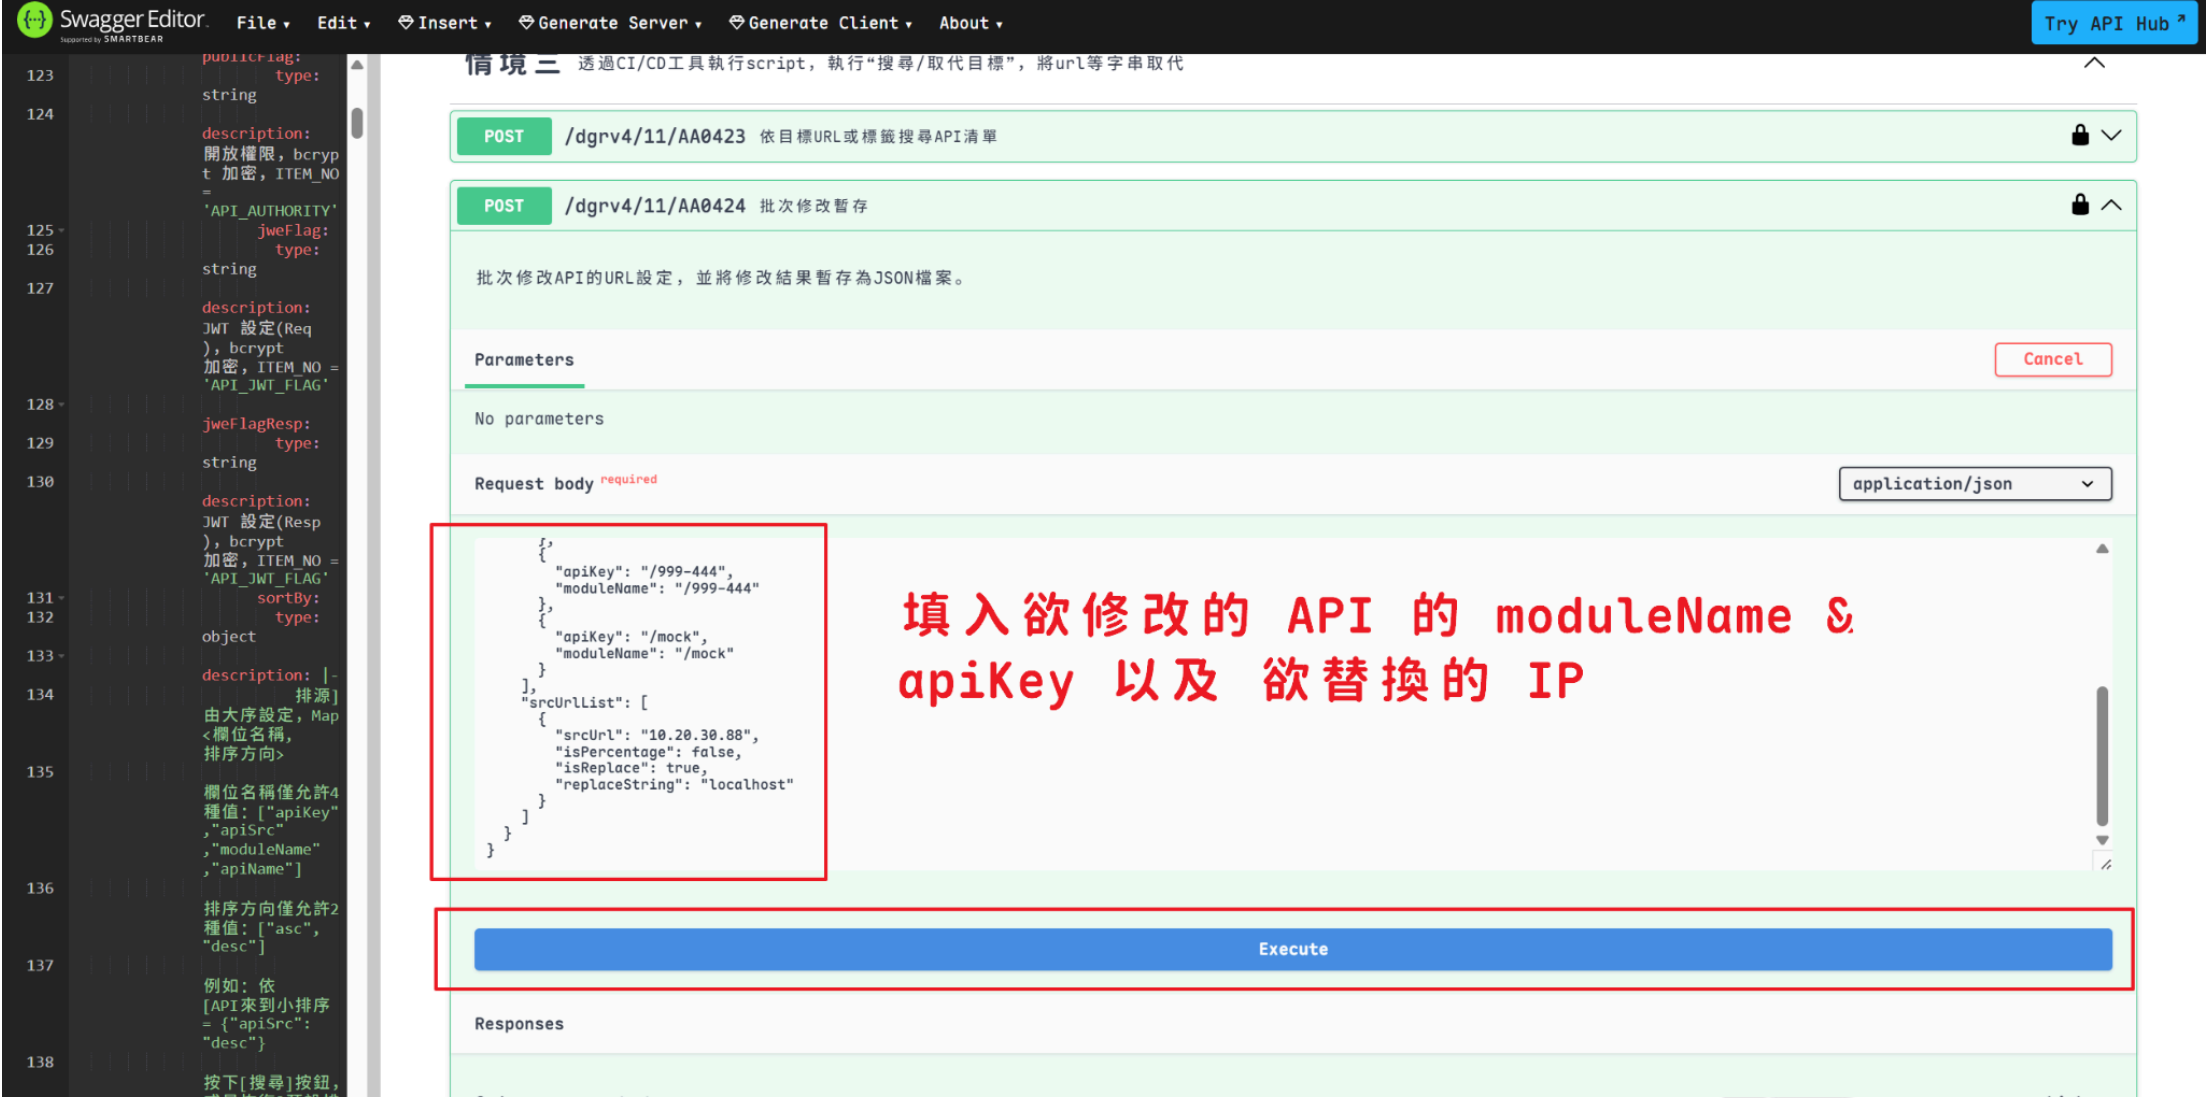 Swagger Editor.
Supported by SMARTBEAR
File
Edit
Insert
Generate Server
Generate Client
About
Try API Hub
publicFlag:
123 type:
string
124
description:
開放權限, bcryp
t 加密, ITEM_NO
=
'API_AUTHORITY'
125 jweFlag:
126 type:
string
127
description:
JWT 設定(Req
), bcrypt
加密, ITEM_NO =
'API_JWT_FLAG'
128
jweFlagResp:
129 type:
string
130
description:
JWT 設定(Resp
), bcrypt
加密, ITEM_NO =
'API_JWT_FLAG'
131 sortBy:
132 type:
object
133
description: |-
134 排源]
由大序設定, Map
<欄位名稱,
排序方向>
135
欄位名稱僅允許4
種值: ["apiKey"
,"apiSrc"
,"moduleName"
,"apiName"]
136
排序方向僅允許2
種值: ["asc",
"desc"]
137
例如: 依
[API來到小排序
= {"apiSrc":
"desc"}
138
按下[搜尋]按鈕,
情境三 透過CI/CD工具執行script, 執行“搜尋/取代目標”, 將url等字串取代
POST /dgrv4/11/AA0423 依目標URL或標籤搜尋API清單
POST /dgrv4/11/AA0424 批次修改暫存
批次修改API的URL設定, 並將修改結果暫存為JSON檔案。
Parameters
Cancel
No parameters
Request body required
application/json
},
{
"apiKey": "/999-444",
"moduleName": "/999-444"
},
{
"apiKey": "/mock",
"moduleName": "/mock"
}
],
"srcUrlList": [
{
"srcUrl": "10.20.30.88",
"isPercentage": false,
"isReplace": true,
"replaceString": "localhost"
}
]
}
}
填入欲修改的 API 的 moduleName &
apiKey 以及 欲替換的 IP
Execute
Responses